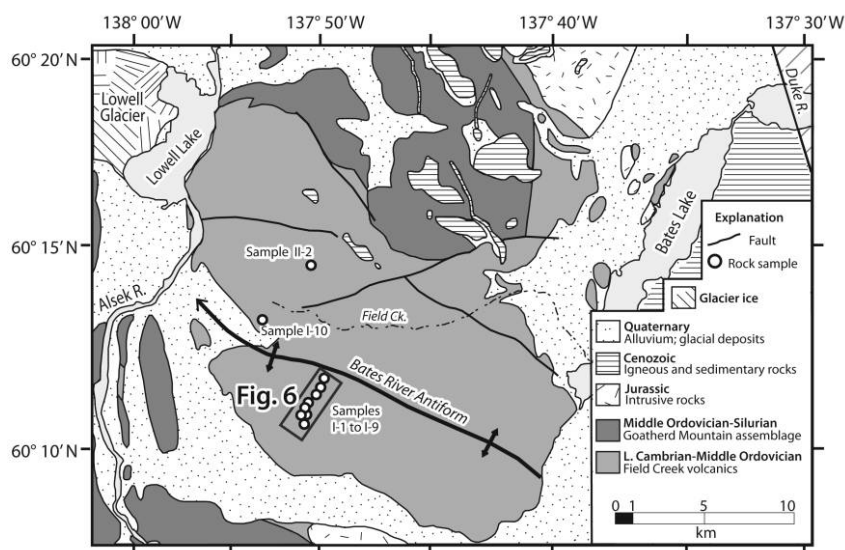 138° 00′ 137° 50′ 137° 40′ 137° 30′
60° 20′ N
Lowell
Glacier
Lowell Lake
Duke R.
Bates Lake
60° 15′
Sample II-2
Alsek R.
Field Ck.
Sample I-10
Bates River Antiform
Fig. 6
Samples
I-1 to I-9
60° 10′
Explanation
Fault
Rock sample
Glacier ice
Quaternary
Alluvium; glacial deposits
Cenozoic
Igneous and sedimentary rocks
Jurassic
Intrusive rocks
Middle Ordovician-Silurian
Goatherd Mountain assemblage
L. Cambrian-Middle Ordovician
Field Creek volcanics
0 1 5 10
km